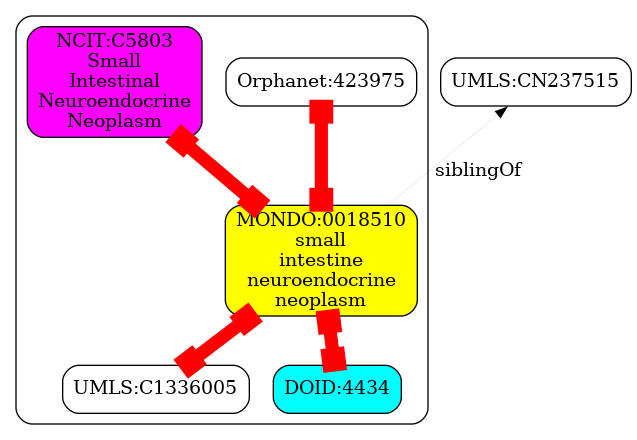 NCIT:C5803
Small
Intestinal
Neuroendocrine
Neoplasm
Orphanet:423975
UMLS:CN237515
siblingOf
MONDO:0018510
small
intestine
neuroendocrine
neoplasm
UMLS:C1336005
DOID:4434